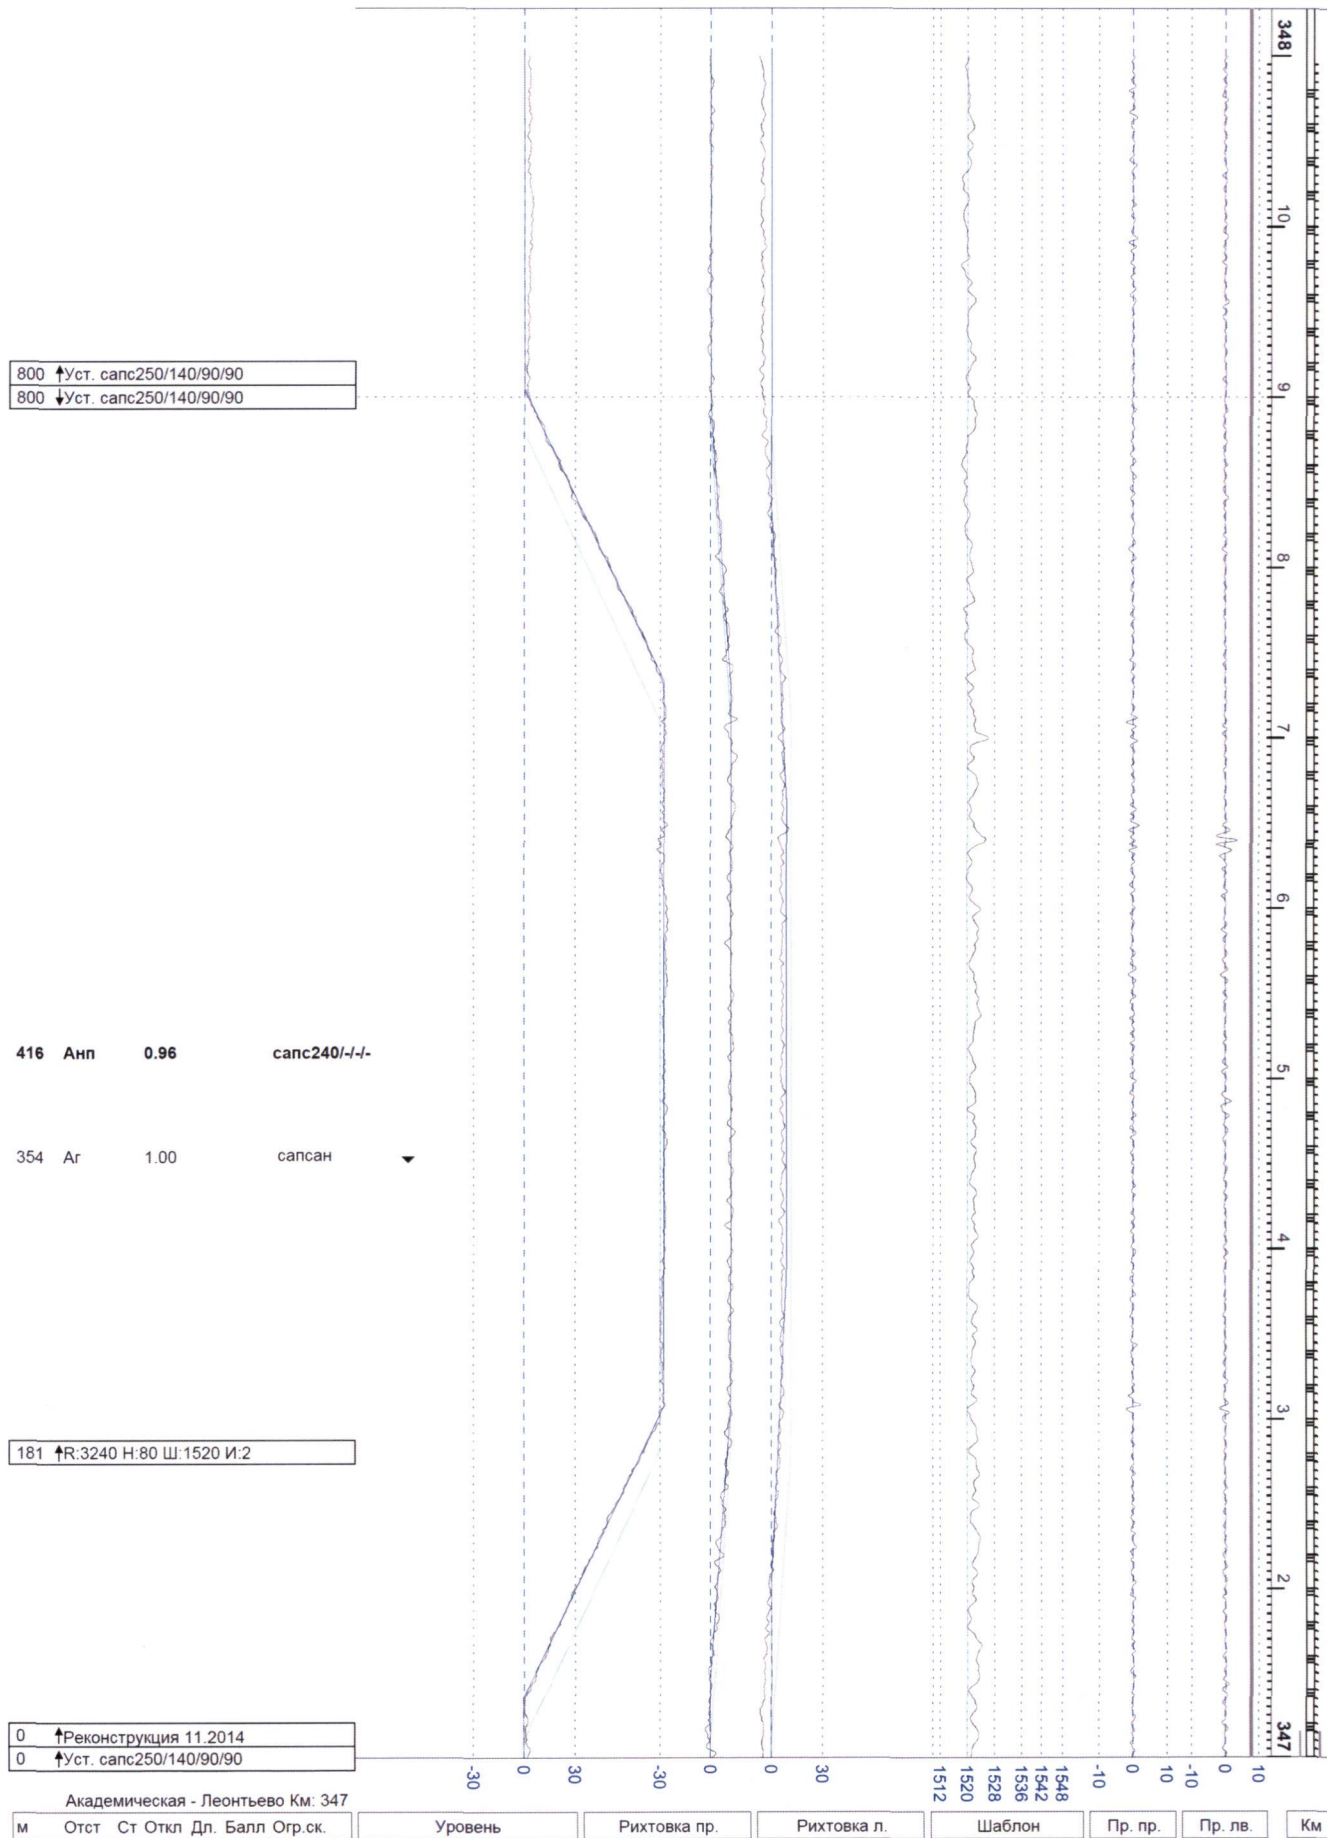 348
10
800 ↑Уст. сапс250/140/90/90
800 ↓Уст. сапс250/140/90/90
9
8
7
6
416 Анп 0.96 сапс240/-/-/-
5
354 Аг 1.00 сапсан
4
3
181 ↑R:3240 Н:80 Ш:1520 И:2
2
0 ↑Реконструкция 11.2014
347
0 ↑Уст. сапс250/140/90/90
-30 0 30 -30 0 0 30 1512 1520 1528 1536 1542 1548 -10 0 10 -10 0 10
Академическая - Леонтьево Км: 347
м Отст Ст Откл Дл. Балл Огр.ск. Уровень Рихтовка пр. Рихтовка л. Шаблон Пр. пр. Пр. лв. Км